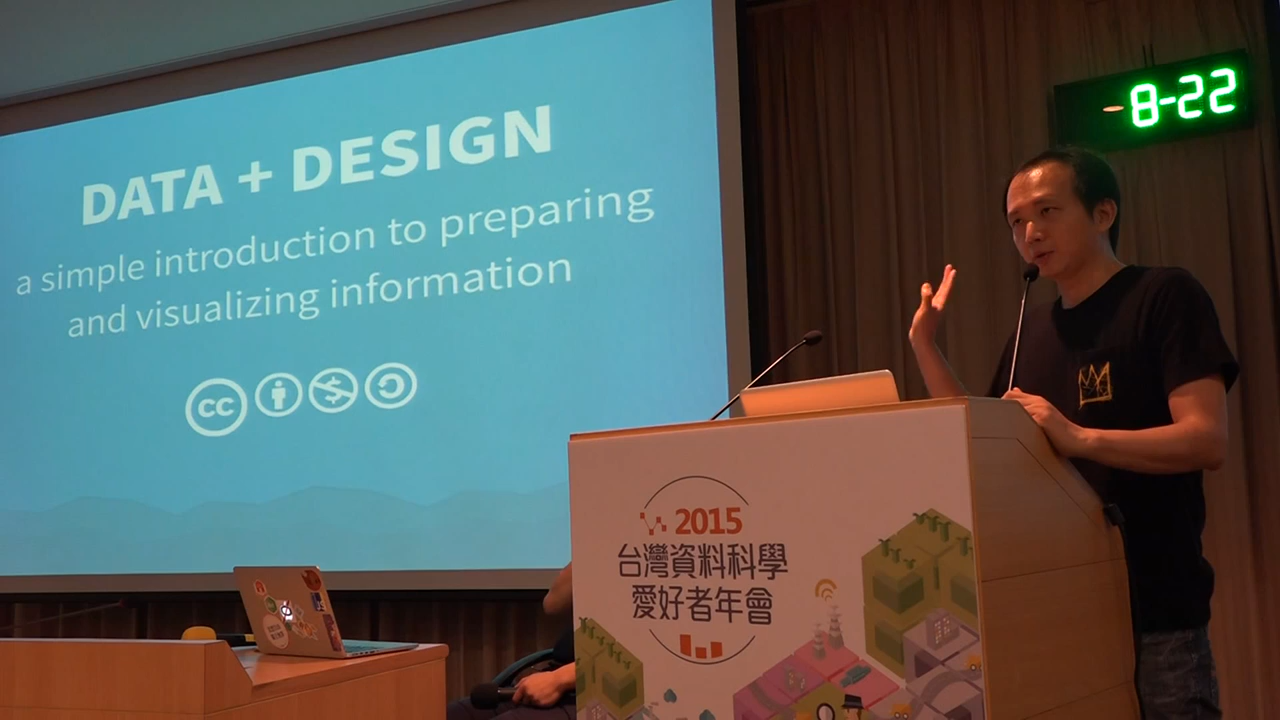 DATA + DESIGN
a simple introduction to preparing
and visualizing information
cc
8-22
2015
台灣資料科學
愛好者年會